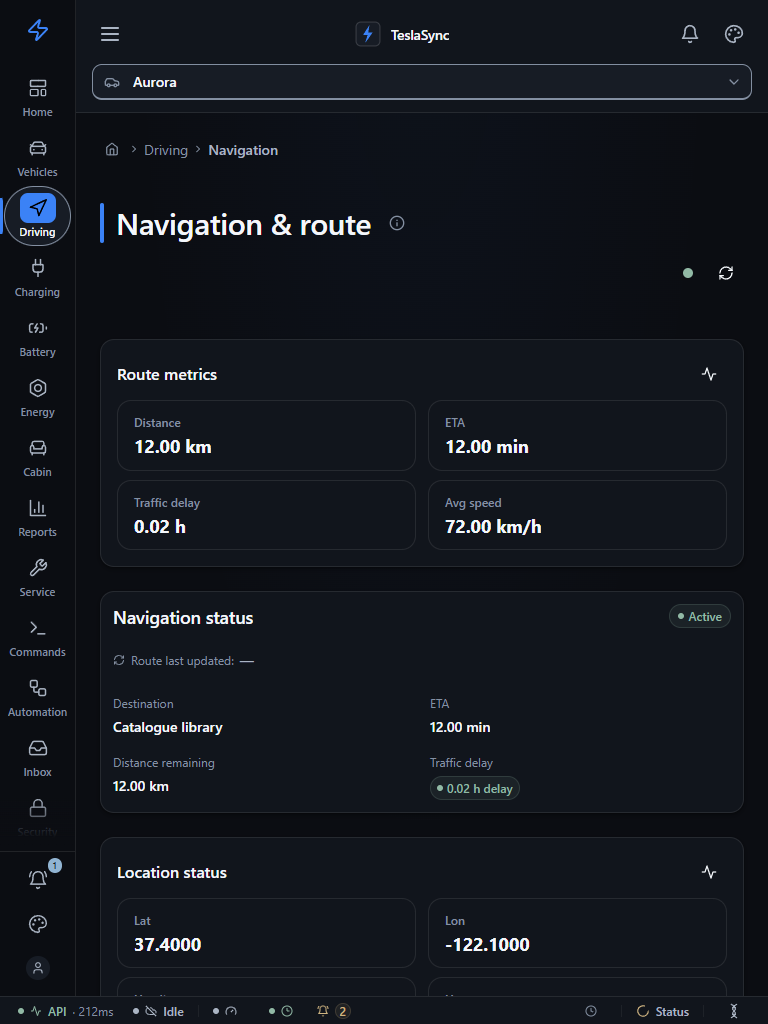 TeslaSync
Aurora
Home
Vehicles
Driving
Charging
Battery
Energy
Cabin
Reports
Service
Commands
Automation
Inbox
Security
1
Driving > Navigation
Navigation & route
Route metrics
Distance
12.00 km
ETA
12.00 min
Traffic delay
0.02 h
Avg speed
72.00 km/h
Navigation status
Active
Route last updated: —
Destination
Catalogue library
ETA
12.00 min
Distance remaining
12.00 km
Traffic delay
0.02 h delay
Location status
Lat
37.4000
Lon
-122.1000
API · 212ms
Idle
2
Status